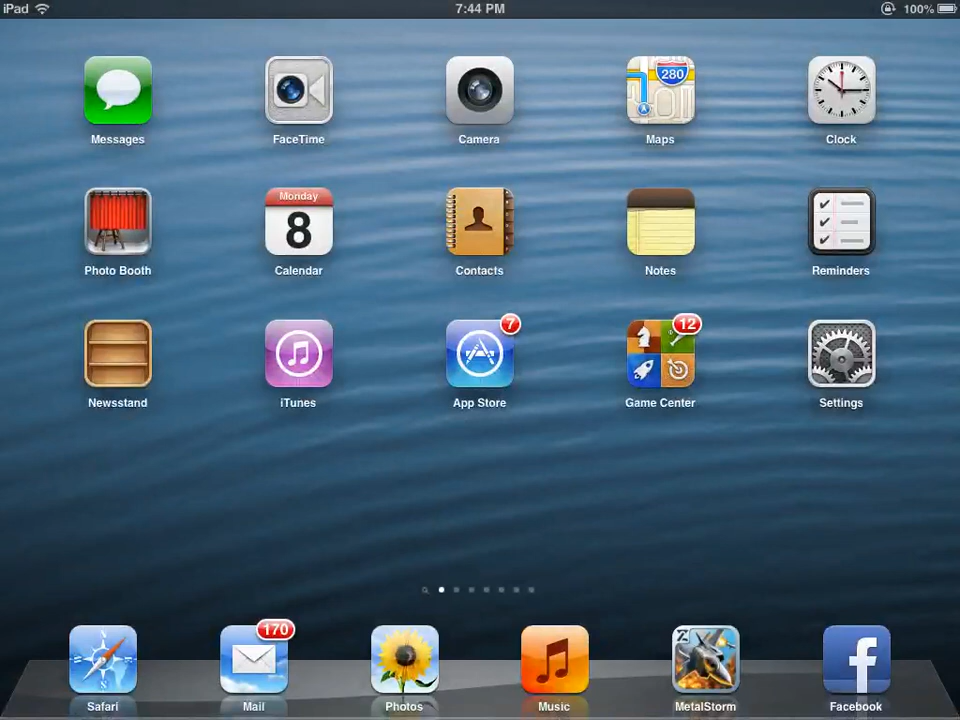 iPad 7:44 PM 100%
280
Messages FaceTime Camera Maps Clock
Monday
8
Photo Booth Calendar Contacts Notes Reminders
7 12
Newsstand iTunes App Store Game Center Settings
170
Safari Mail Photos Music MetalStorm Facebook